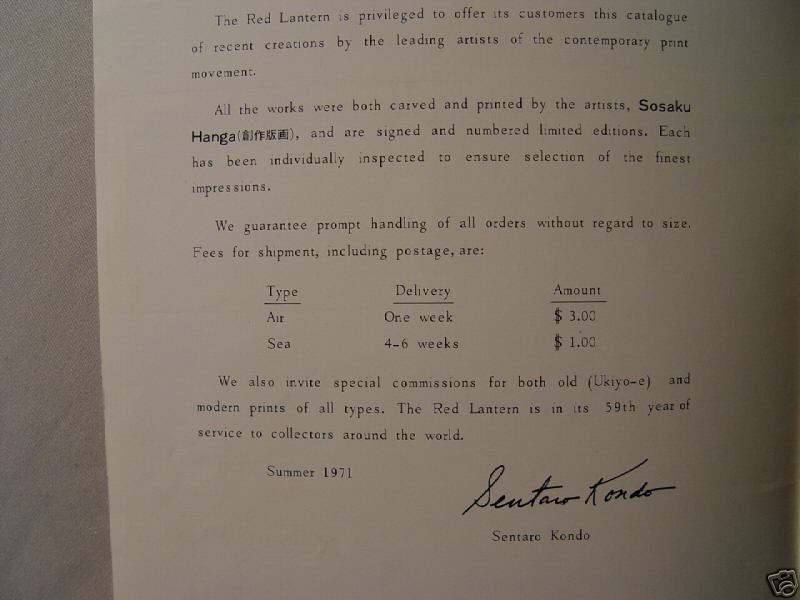 The Red Lantern is privileged to offer its customers this catalogue
of recent creations by the leading artists of the contemporary print
movement.
All the works were both carved and printed by the artists, Sosaku
Hanga(創作版画), and are signed and numbered limited editions. Each
has been individually inspected to ensure selection of the finest
impressions.
We guarantee prompt handling of all orders without regard to size.
Fees for shipment, including postage, are:
Type Delivery Amount
Air One week $ 3.00
Sea 4-6 weeks $ 1.00
We also invite special commissions for both old (Ukiyo-e) and
modern prints of all types. The Red Lantern is in its 59th year of
service to collectors around the world.
Summer 1971
Sentaro Kondo
Sentaro Kondo